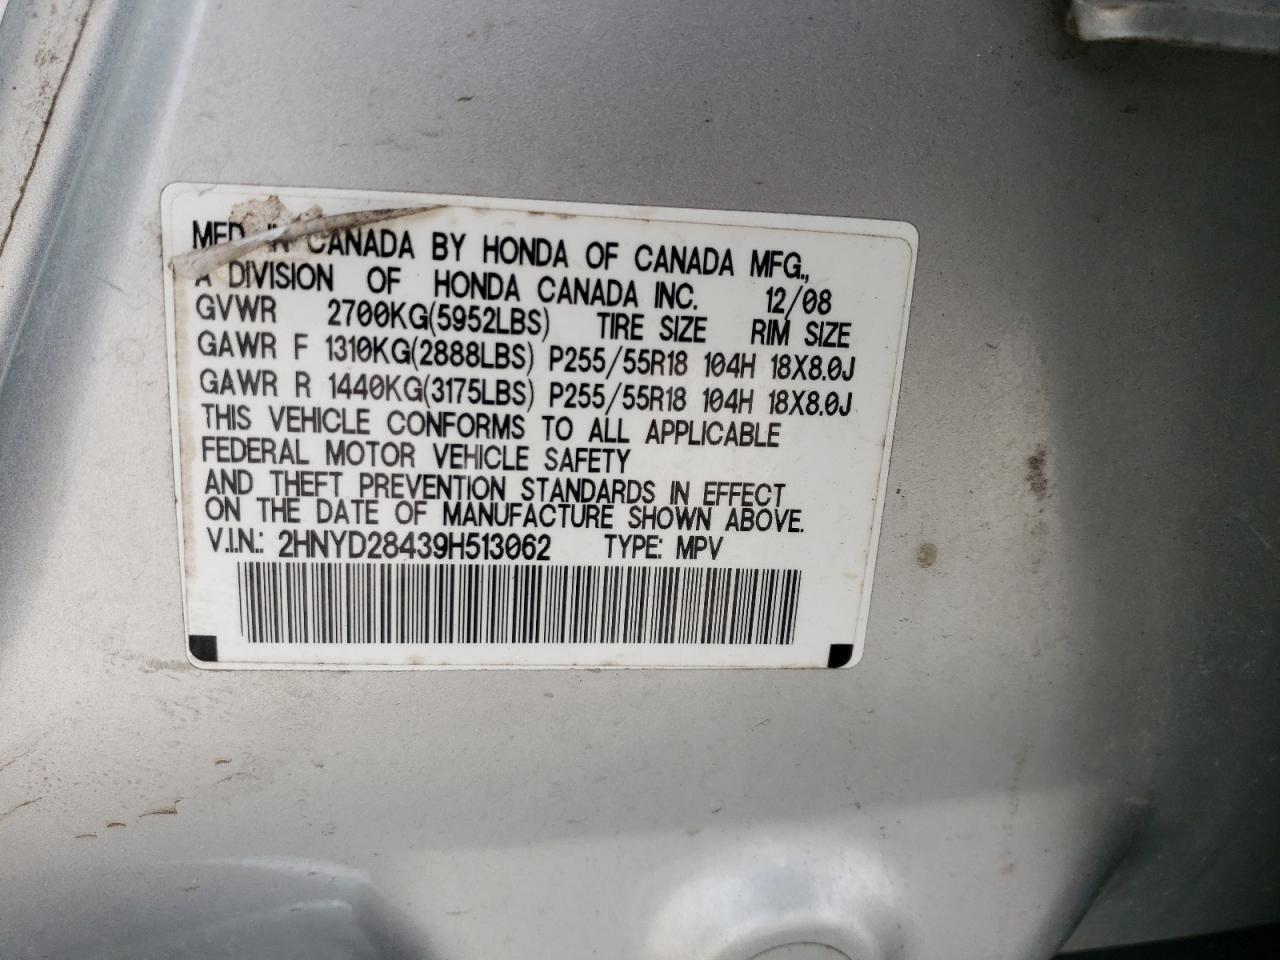 MFD IN CANADA BY HONDA OF CANADA MFG.,
A DIVISION OF HONDA CANADA INC. 12/08
GVWR 2700KG(5952LBS) TIRE SIZE RIM SIZE
GAWR F 1310KG(2888LBS) P255/55R18 104H 18X8.0J
GAWR R 1440KG(3175LBS) P255/55R18 104H 18X8.0J
THIS VEHICLE CONFORMS TO ALL APPLICABLE
FEDERAL MOTOR VEHICLE SAFETY
AND THEFT PREVENTION STANDARDS IN EFFECT
ON THE DATE OF MANUFACTURE SHOWN ABOVE.
V.I.N.: 2HNYD28439H513062 TYPE: MPV